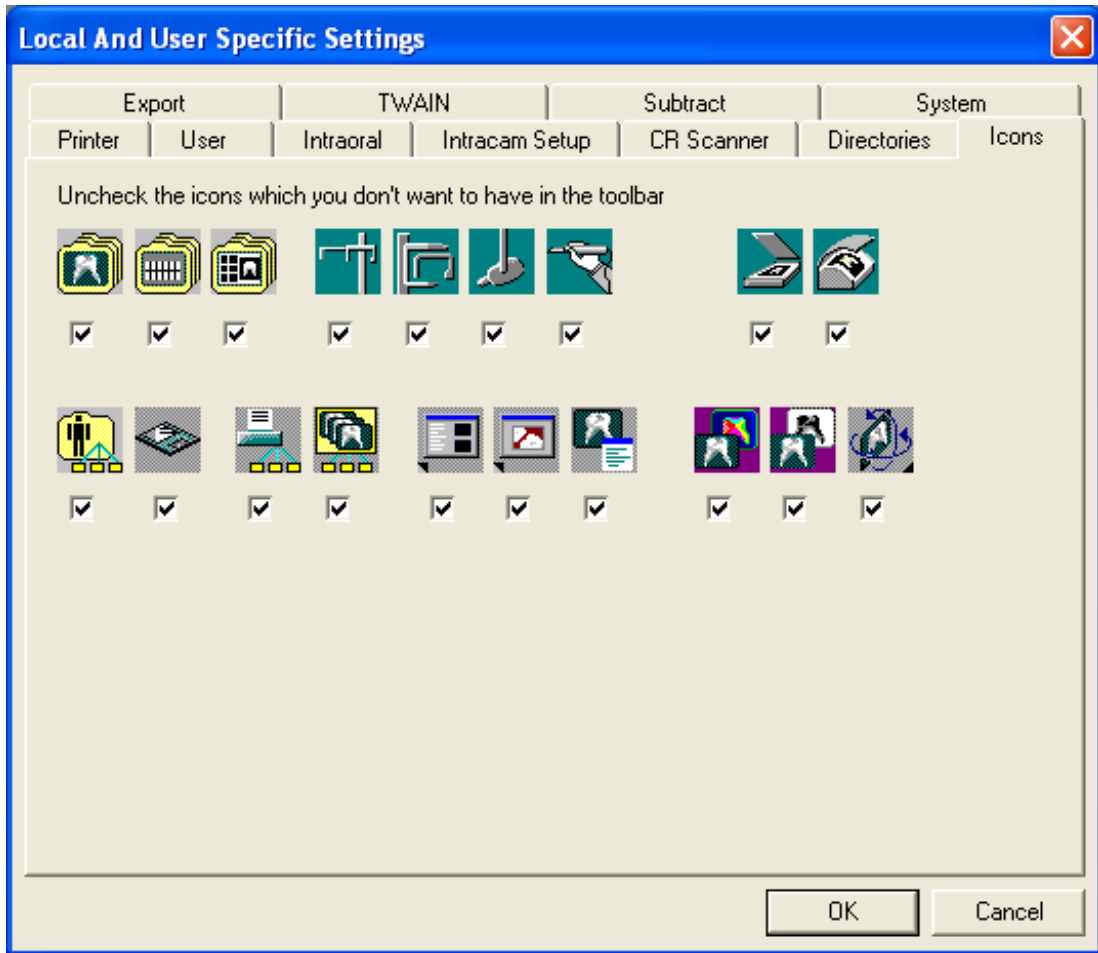 Local And User Specific Settings
Export TWAIN Subtract System
Printer User Intraoral Intracam Setup CR Scanner Directories Icons
Uncheck the icons which you don't want to have in the toolbar
OK Cancel